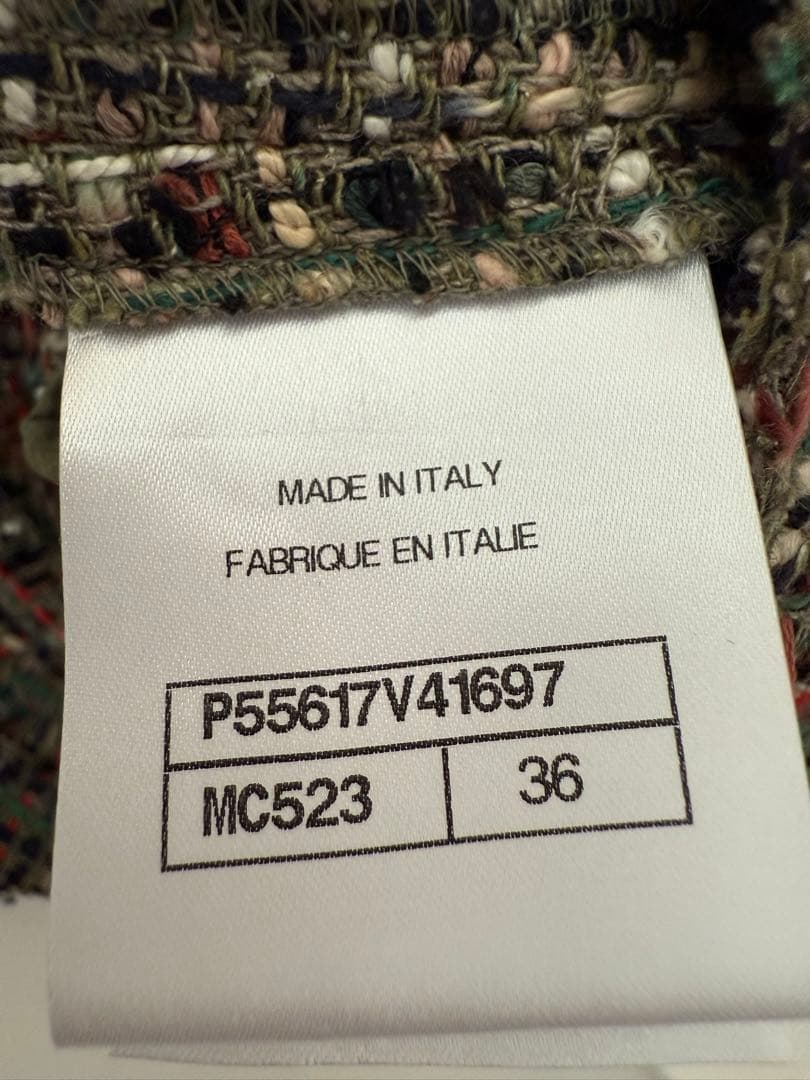 MADE IN ITALY
FABRIQUE EN ITALIE
P55617V41697
MC523 36